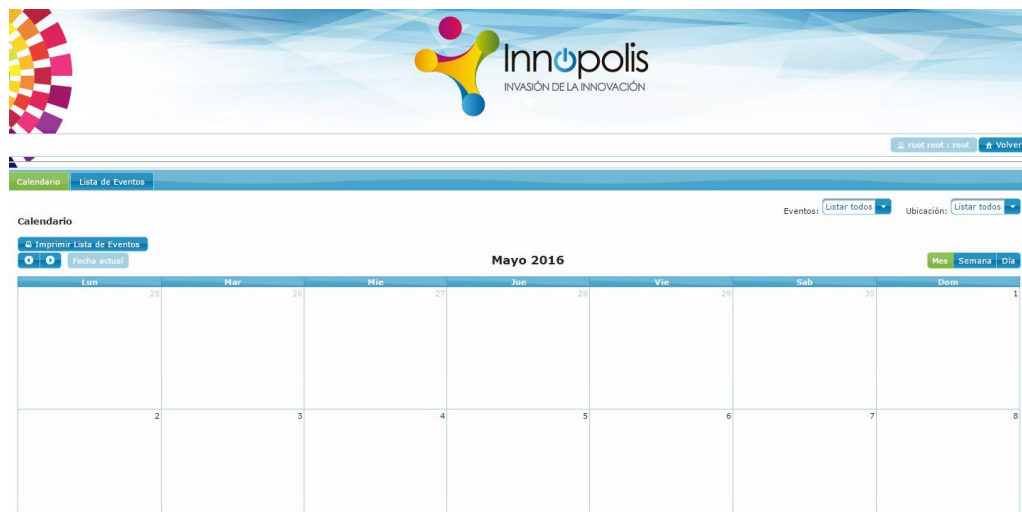 Innopolis
INVASIÓN DE LA INNOVACIÓN
root root : root Volver
Calendario Lista de Eventos
Eventos: Listar todos Ubicación: Listar todos
Calendario
Imprimir Lista de Eventos
Fecha actual Mayo 2016 Mes Semana Día
Lun Mar Mie Jue Vie Sab Dom
25 26 27 28 29 30 1
2 3 4 5 6 7 8